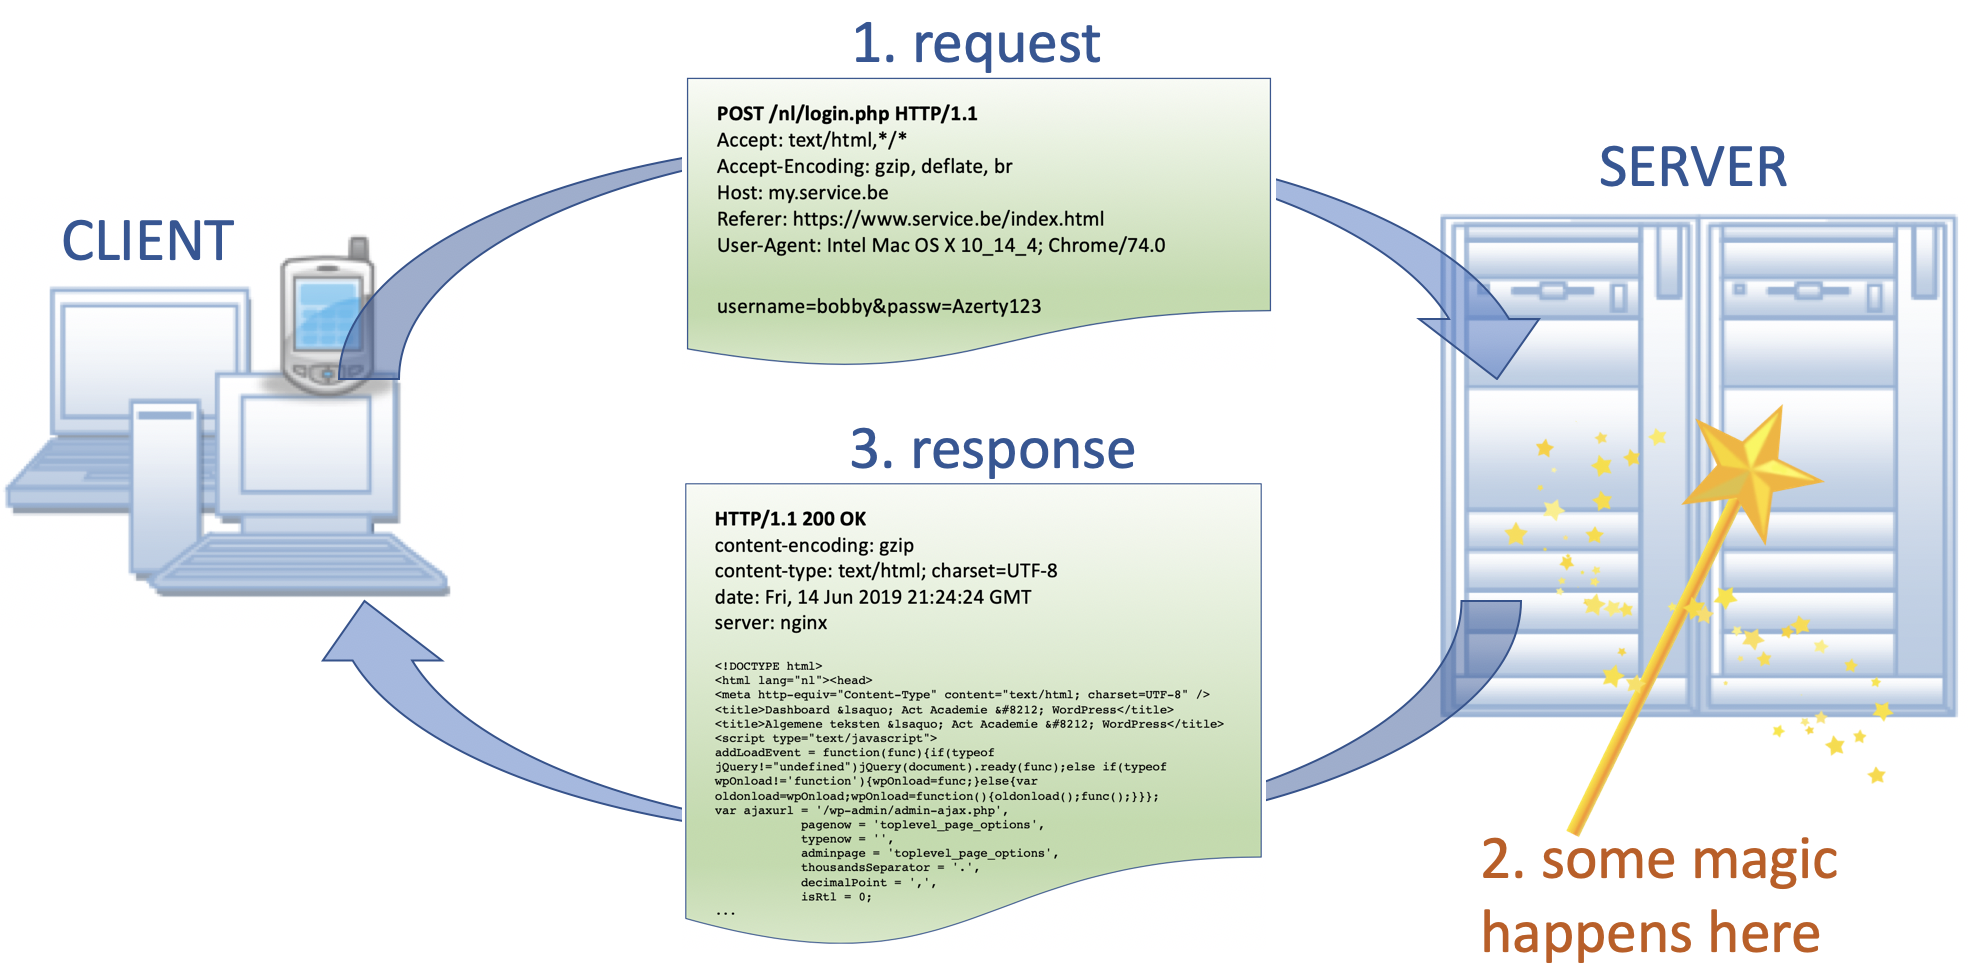 1. request
POST /nl/login.php HTTP/1.1
Accept: text/html,*/*
Accept-Encoding: gzip, deflate, br
Host: my.service.be
Referer: https://www.service.be/index.html
User-Agent: Intel Mac OS X 10_14_4; Chrome/74.0
username=bobby&passw=Azerty123
CLIENT
SERVER
2. some magic
happens here
3. response
HTTP/1.1 200 OK
content-encoding: gzip
content-type: text/html; charset=UTF-8
date: Fri, 14 Jun 2019 21:24:24 GMT
server: nginx
<!DOCTYPE html>
<html lang="nl"><head>
<meta http-equiv="Content-Type" content="text/html; charset=UTF-8" />
<title>Dashboard &lsaquo; Act Academie &#8212; WordPress</title>
<title>Algemene teksten &lsaquo; Act Academie &#8212; WordPress</title>
<script type="text/javascript">
addLoadEvent = function(func){if(typeof
jQuery!="undefined")jQuery(document).ready(func);else if(typeof
wpOnload!='function'){wpOnload=func;}else{var
oldonload=wpOnload;wpOnload=function(){oldonload();func();}}};
var ajaxurl = '/wp-admin/admin-ajax.php',
pagenow = 'toplevel_page_options',
typenow = '',
adminpage = 'toplevel_page_options',
thousandsSeparator = '.',
decimalPoint = ',',
isRtl = 0;
...